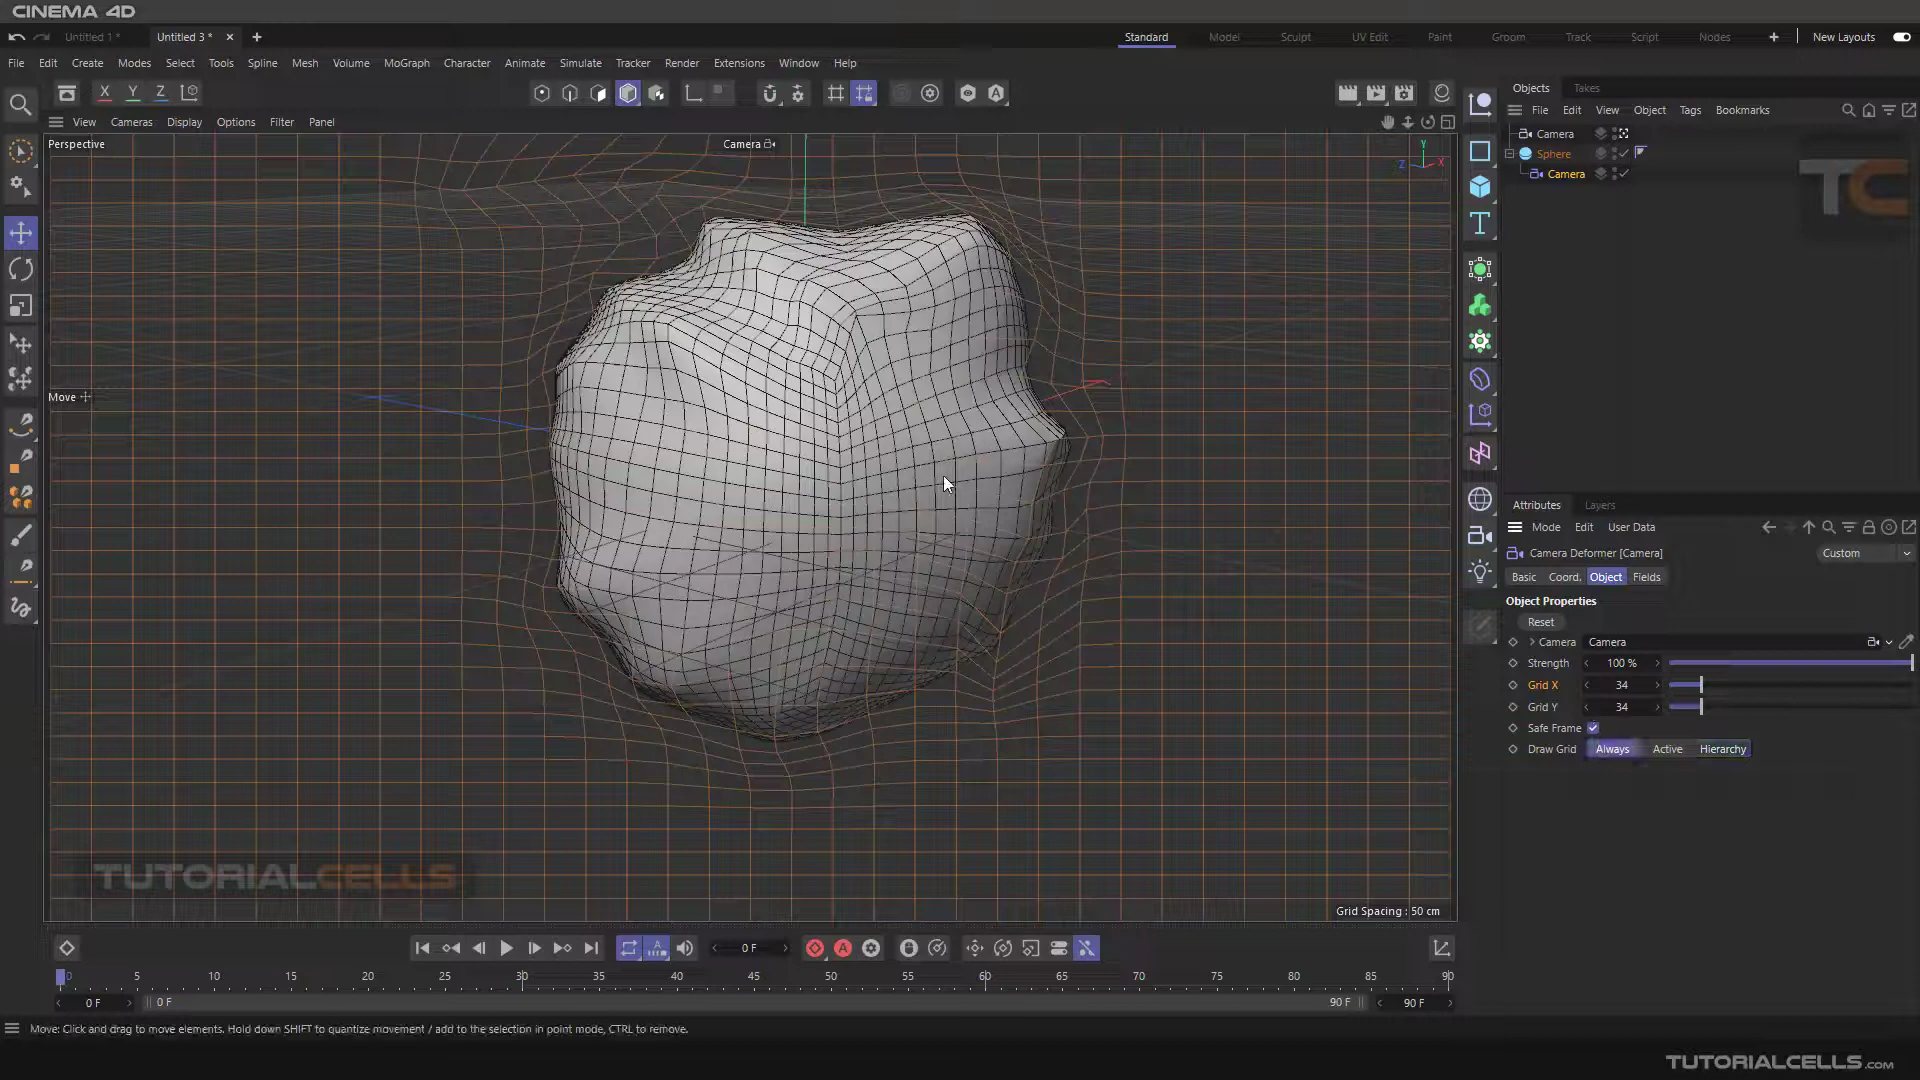 CINEMA 4D
Untitled 1 *
Untitled 3 *
Standard
Model
Sculpt
UV Edit
Paint
Groom
Track
Script
Nodes
New Layouts
File Edit Create Modes Select Tools Spline Mesh Volume MoGraph Character Animate Simulate Tracker Render Extensions Window Help
X Y Z
View Cameras Display Options Filter Panel
Perspective
Camera
Y
Z X
Move
Grid Spacing : 50 cm
TUTORIALCELLS
Objects Takes
File Edit View Object Tags Bookmarks
Camera
Sphere
Camera
TC
Attributes Layers
Mode Edit User Data
Camera Deformer [Camera]
Custom
Basic Coord. Object Fields
Object Properties
Reset
Camera Camera
Strength 100 %
Grid X 34
Grid Y 34
Safe Frame
Draw Grid Always Active Hierarchy
0 F
0 5 10 15 20 25 30 35 40 45 50 55 60 65 70 75 80 85 90
0 F 0 F 90 F 90 F
Move: Click and drag to move elements. Hold down SHIFT to quantize movement / add to the selection in point mode, CTRL to remove.
TUTORIALCELLS.COM